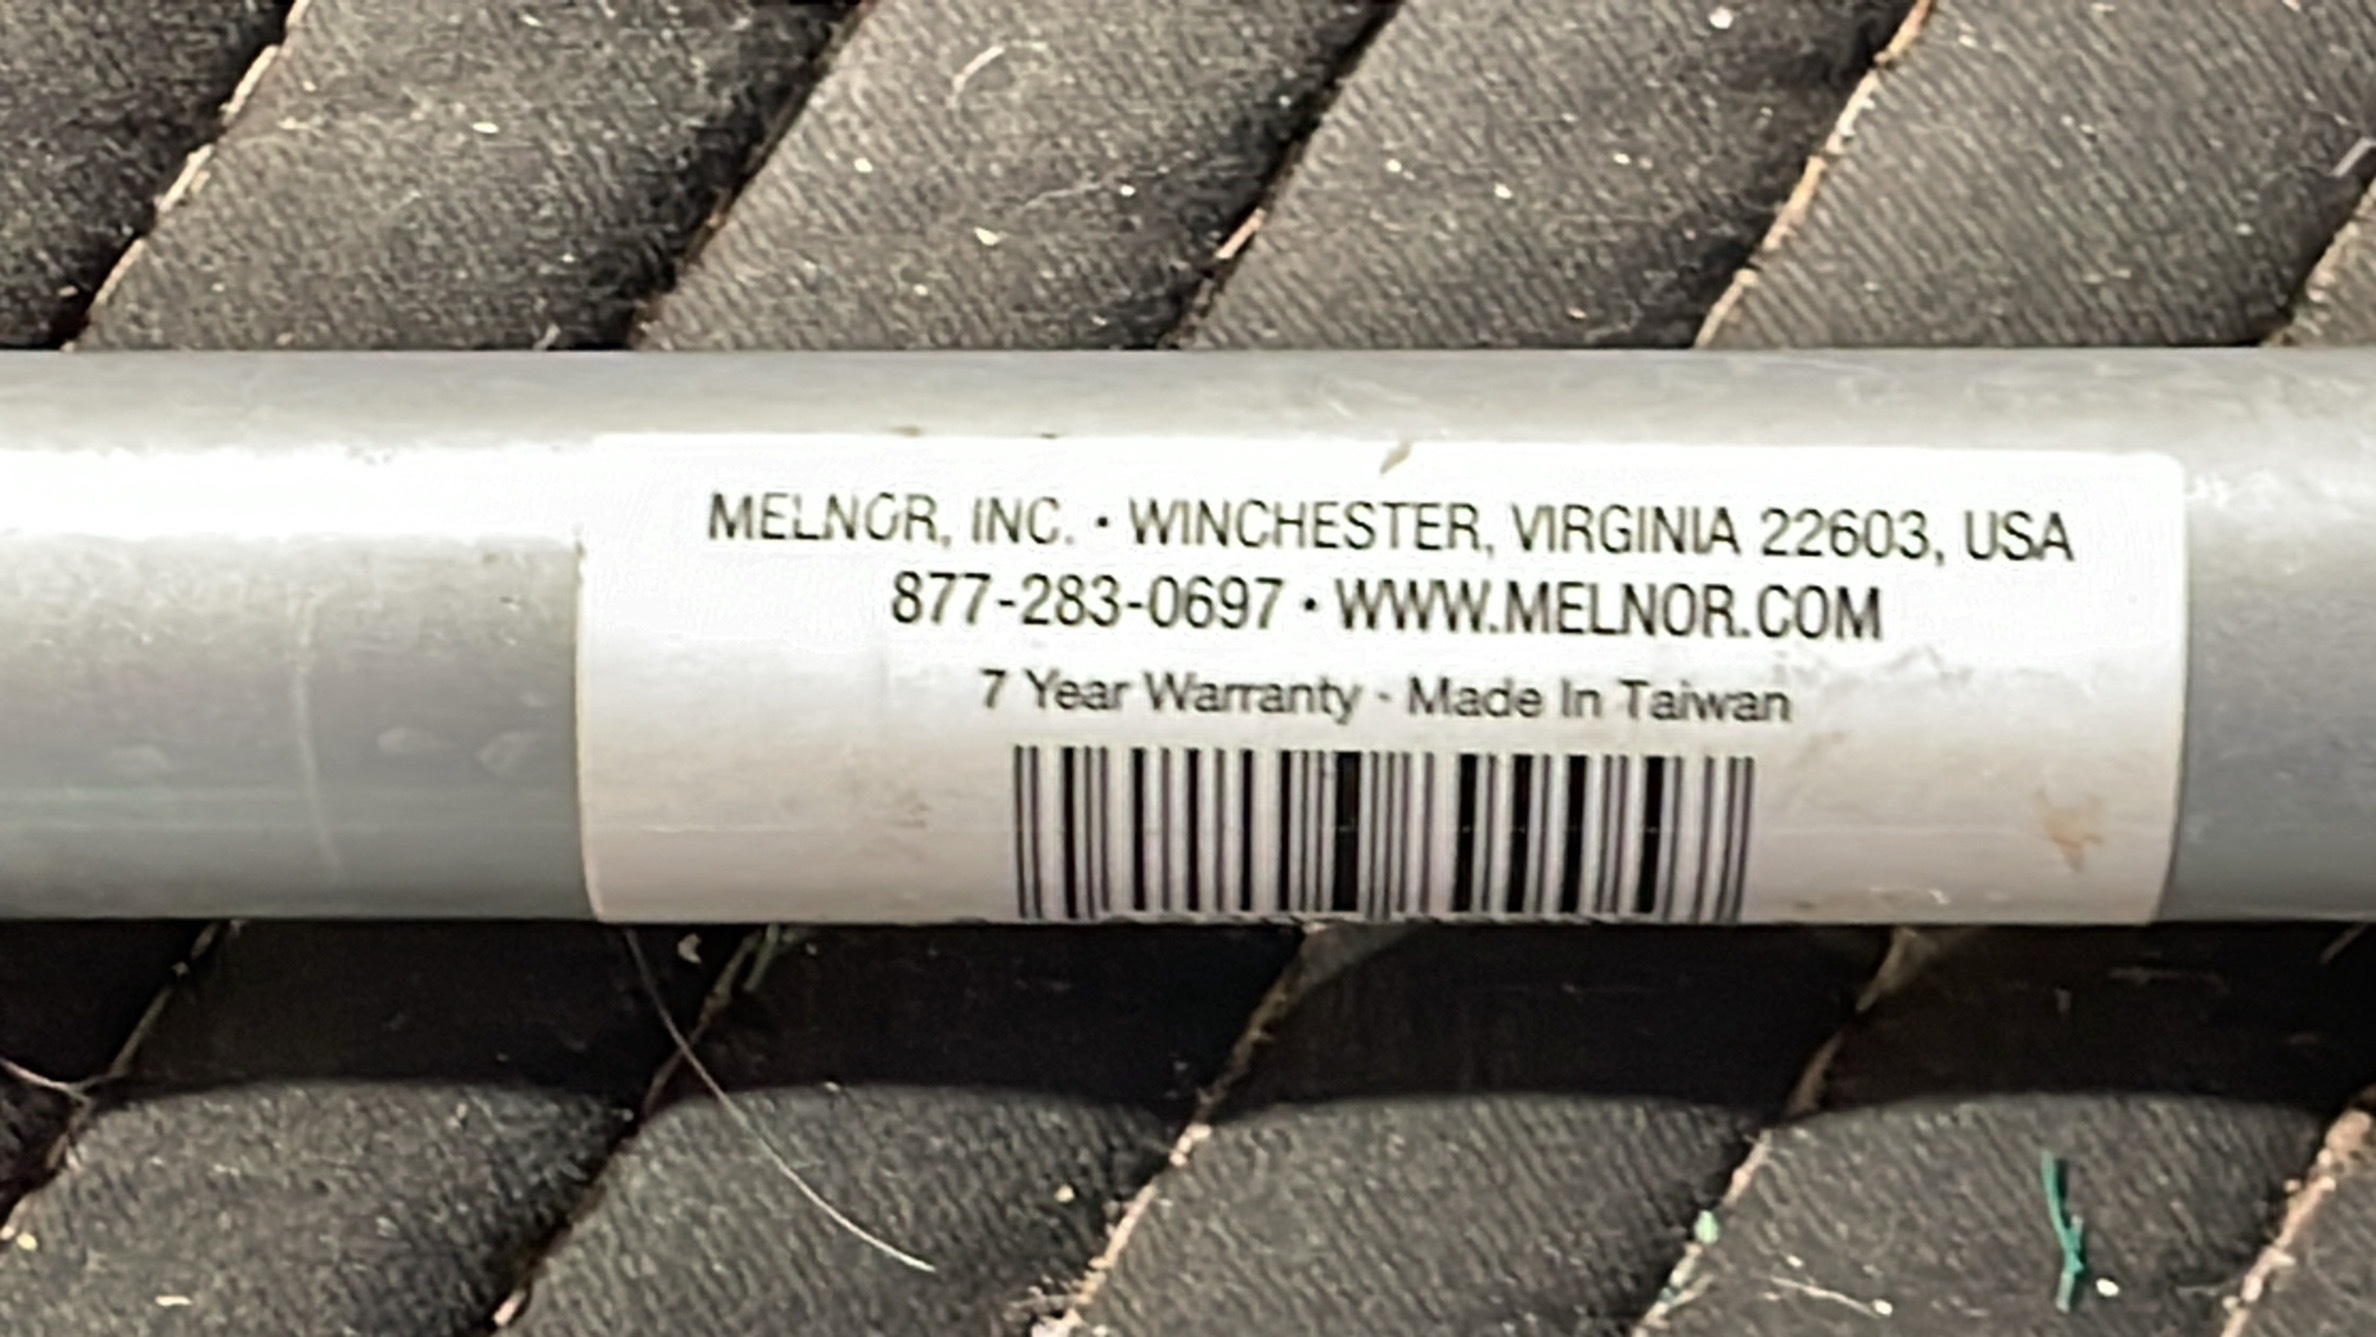 MELNOR, INC. • WINCHESTER, VIRGINIA 22603, USA
877-283-0697 • WWW.MELNOR.COM
7 Year Warranty - Made In Taiwan